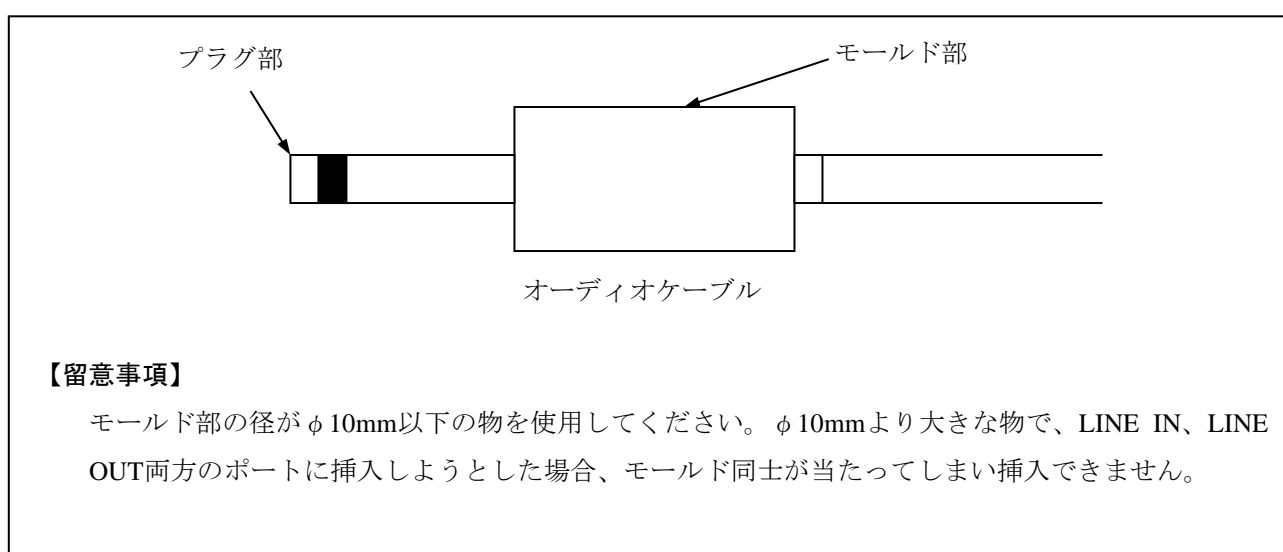 プラグ部
モールド部
オーディオケーブル
【留意事項】
モールド部の径がφ10mm以下の物を使用してください。φ10mmより大きな物で、LINE IN、LINE
OUT両方のポートに挿入しようとした場合、モールド同士が当たってしまい挿入できません。